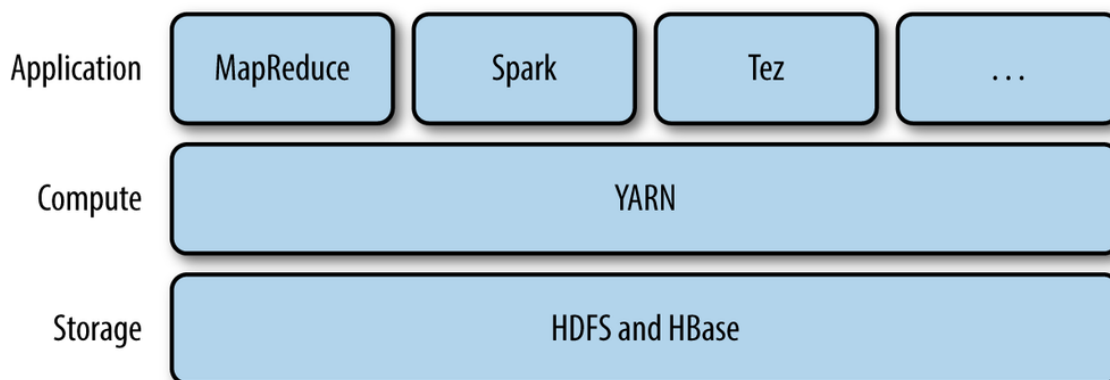 Application MapReduce Spark Tez ...
Compute YARN
Storage HDFS and HBase